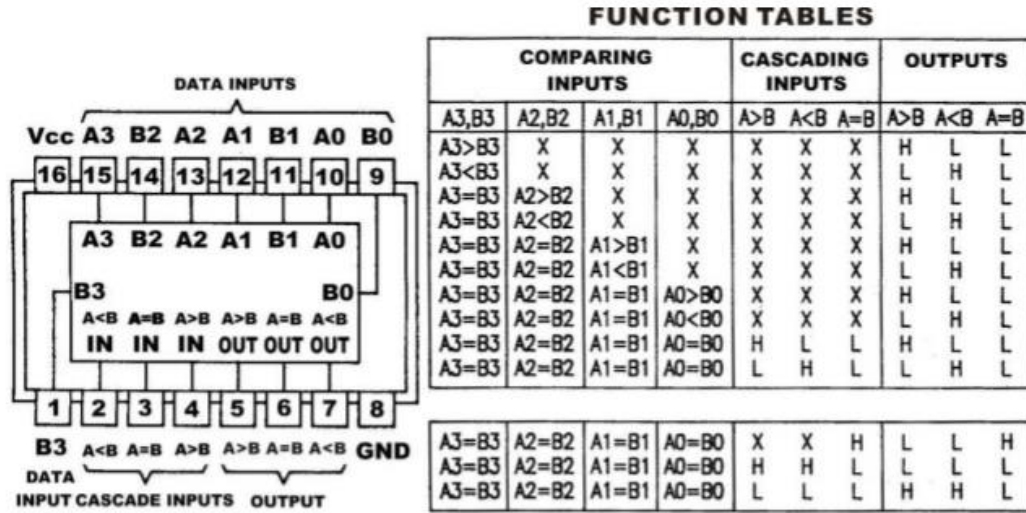 FUNCTION TABLES
DATA INPUTS
Vcc A3 B2 A2 A1 B1 A0 B0
16 15 14 13 12 11 10 9
A3 B2 A2 A1 B1 A0
B3 B0
A<B A=B A>B A>B A=B A<B
IN IN IN OUT OUT OUT
1 2 3 4 5 6 7 8
B3 A<B A=B A>B A>B A=B A<B GND
DATA
INPUT CASCADE INPUTS OUTPUT
COMPARING INPUTS CASCADING INPUTS OUTPUTS
A3,B3 A2,B2 A1,B1 A0,B0 A>B A<B A=B A>B A<B A=B
A3>B3 X X X X X X H L L
A3<B3 X X X X X X L H L
A3=B3 A2>B2 X X X X X H L L
A3=B3 A2<B2 X X X X X L H L
A3=B3 A2=B2 A1>B1 X X X X H L L
A3=B3 A2=B2 A1<B1 X X X X L H L
A3=B3 A2=B2 A1=B1 A0>B0 X X X H L L
A3=B3 A2=B2 A1=B1 A0<B0 X X X L H L
A3=B3 A2=B2 A1=B1 A0=B0 H L L H L L
A3=B3 A2=B2 A1=B1 A0=B0 L H L L H L
A3=B3 A2=B2 A1=B1 A0=B0 X X H L L H
A3=B3 A2=B2 A1=B1 A0=B0 H H L L L L
A3=B3 A2=B2 A1=B1 A0=B0 L L L H H L